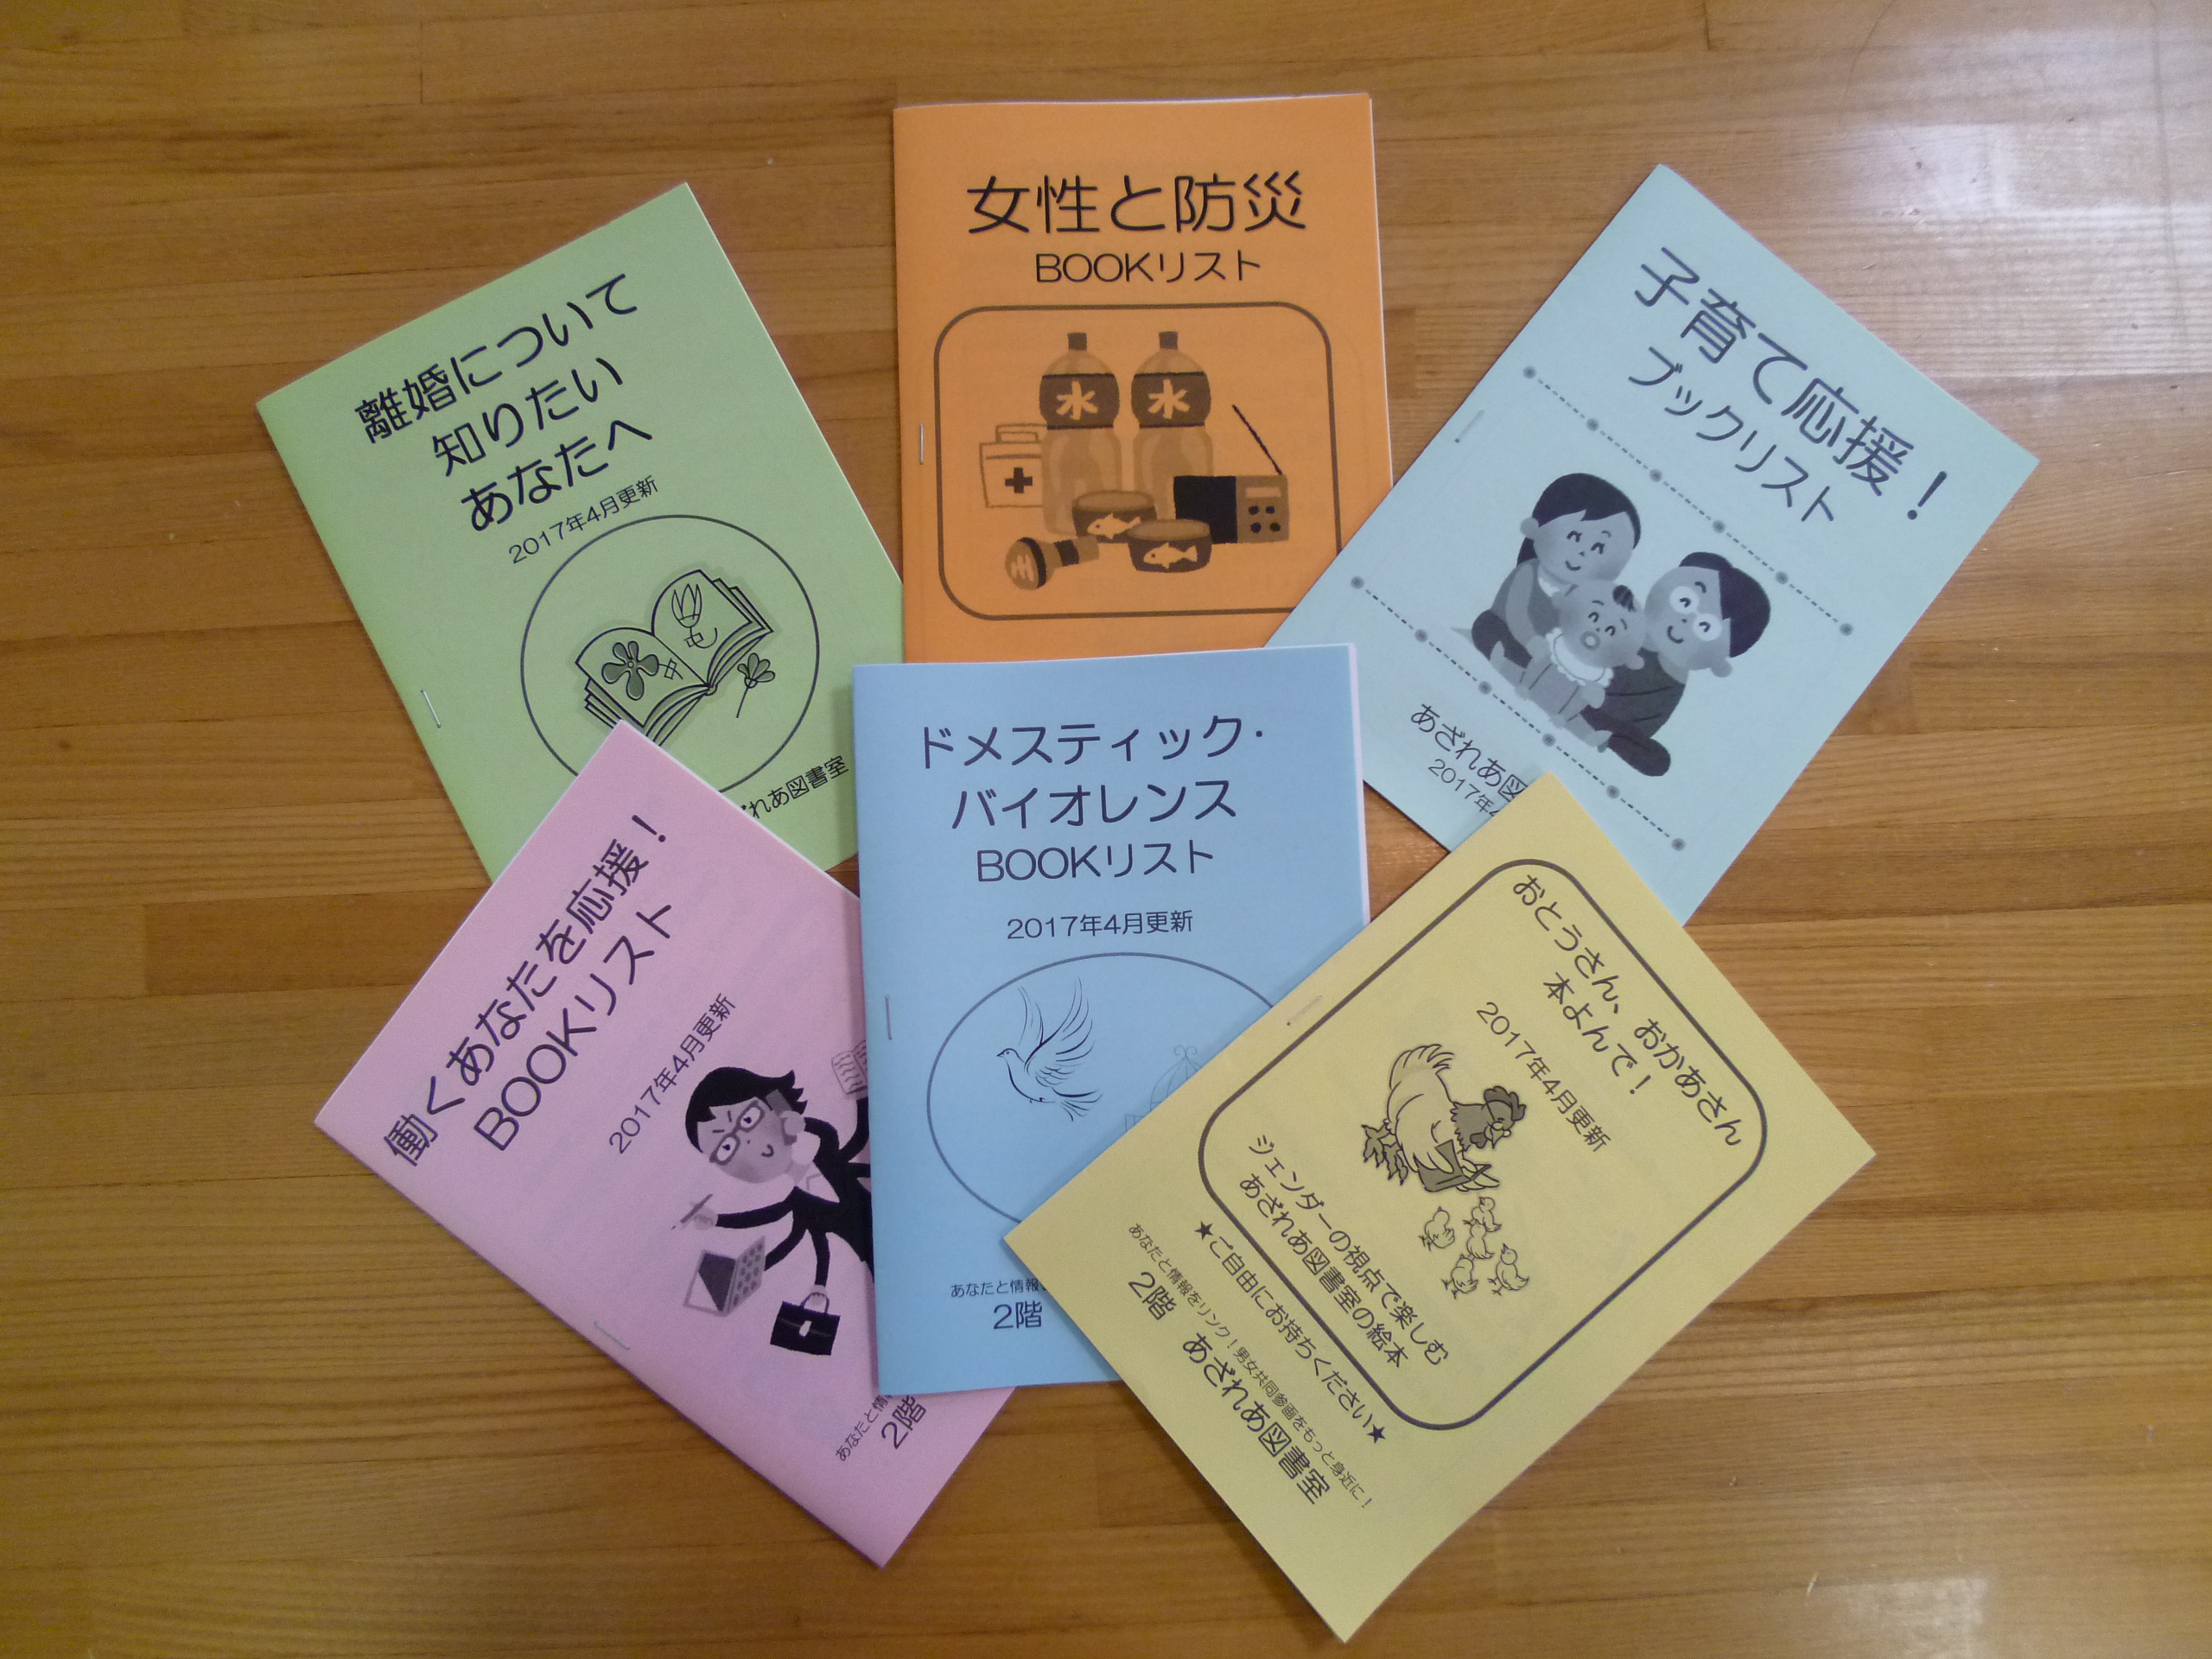 離婚について
知りたい
あなたへ
2017年4月更新
ざれあ図書室
女性と防災
BOOKリスト
水
水
子育て応援！
ブックリスト
あざれあ図
2017年4
働くあなたを応援！
BOOKリスト
2017年4月更新
あなたと情
2階
ドメスティック・
バイオレンス
BOOKリスト
2017年4月更新
あなたと情報
2階
おとうさん、おかあさん
本よんで！
2017年4月更新
ジェンダーの視点で楽しむ
あざれあ図書室の絵本
★ご自由にお持ちください★
あなたと情報をリンク！男女共同参画をもっと身近に！
2階　あざれあ図書室